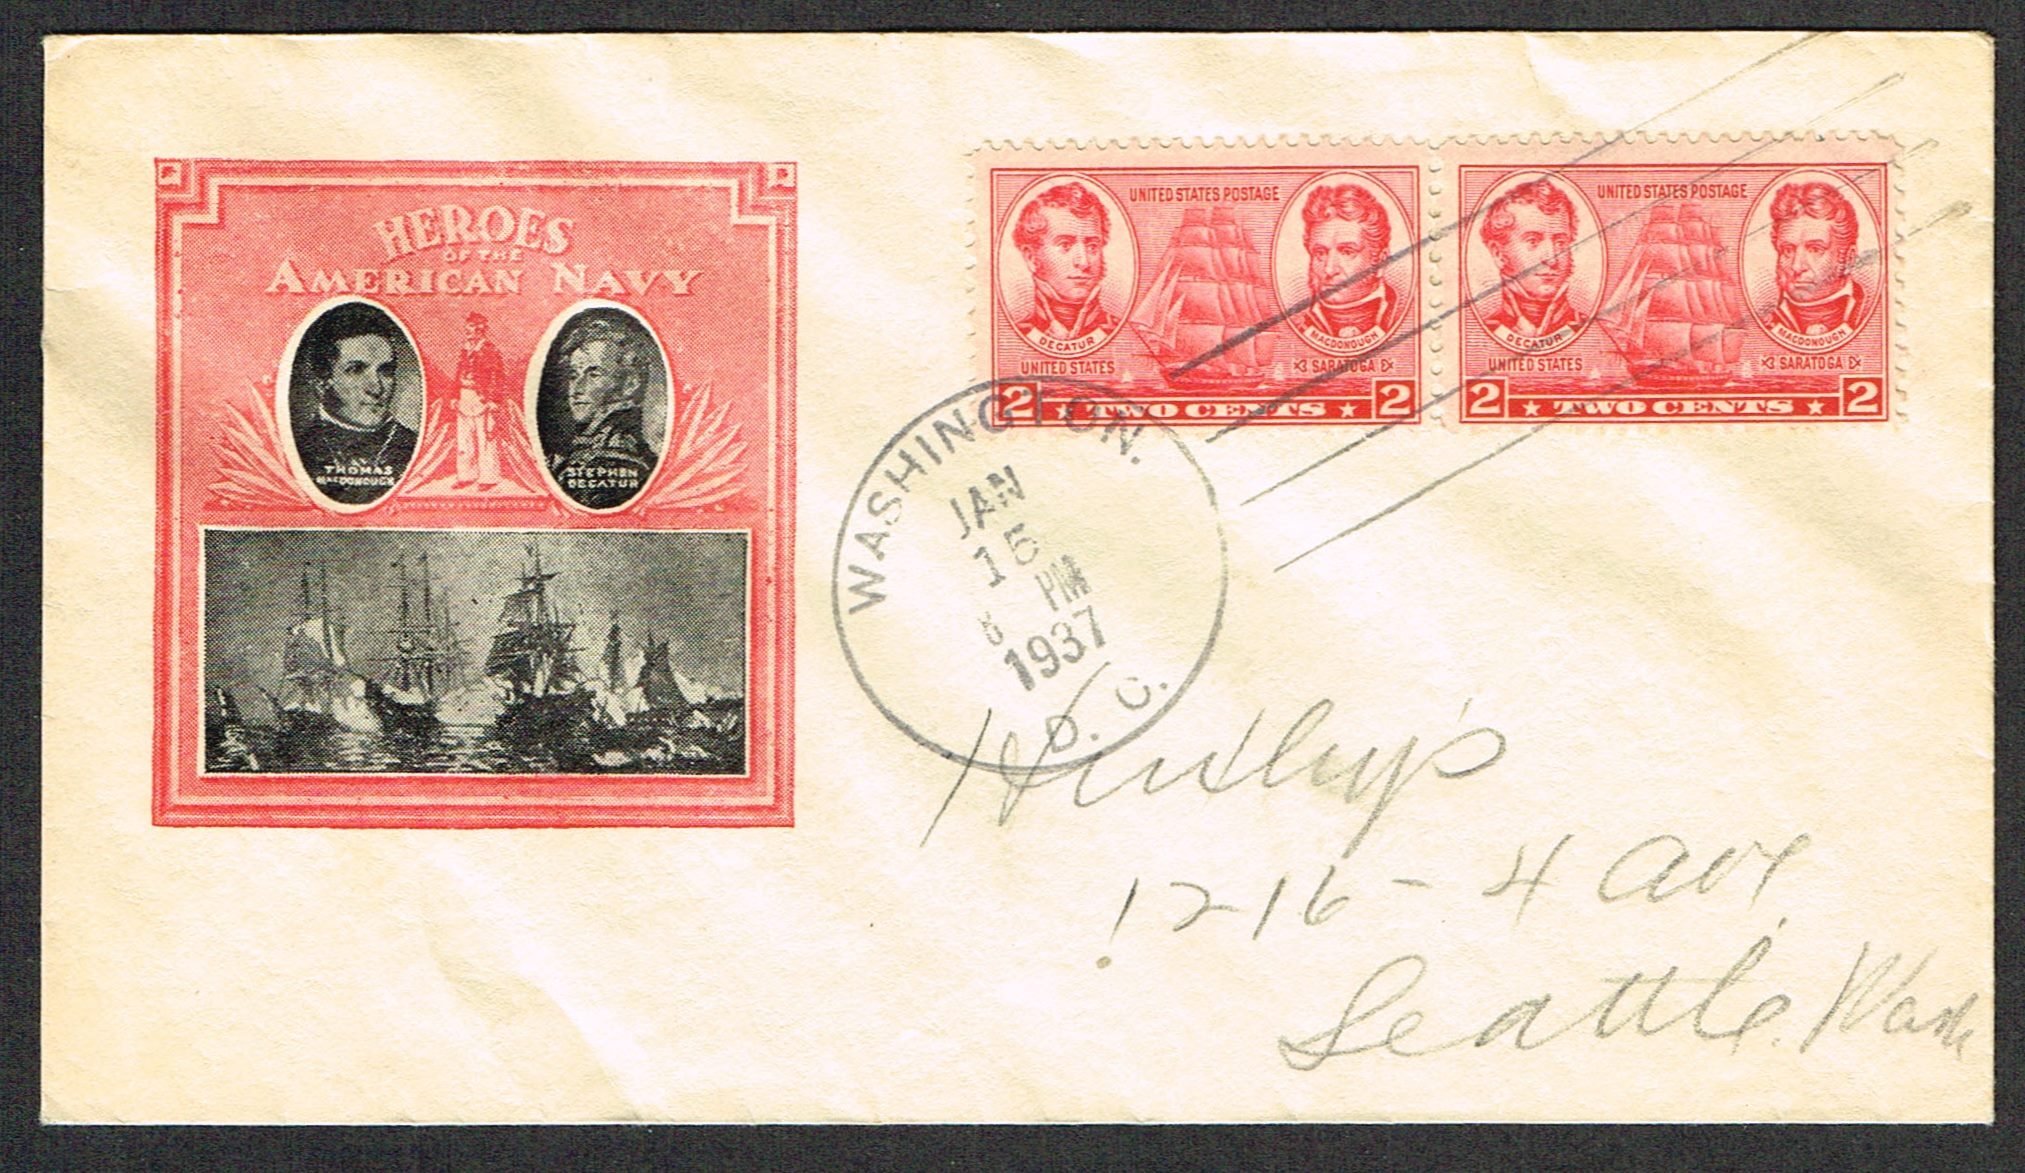 HEROES
OF THE
AMERICAN NAVY
THOMAS
MACDONOUGH
STEPHEN
DECATUR
UNITED STATES POSTAGE
DECATUR
MACDONOUGH
UNITED STATES
SARATOGA
2 TWO CENTS 2
UNITED STATES POSTAGE
DECATUR
MACDONOUGH
UNITED STATES
SARATOGA
2 TWO CENTS 2
WASHINGTON.
JAN
15
PM
1937
D. C.
1216 - 4 Ave
Seattle. Wash